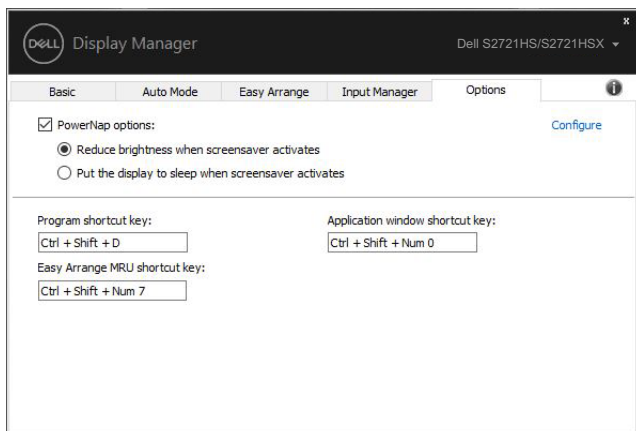 x
DELL Display Manager Dell S2721HS/S2721HSX
Basic Auto Mode Easy Arrange Input Manager Options
PowerNap options: Configure
Reduce brightness when screensaver activates
Put the display to sleep when screensaver activates
Program shortcut key: Application window shortcut key:
Ctrl + Shift + D Ctrl + Shift + Num 0
Easy Arrange MRU shortcut key:
Ctrl + Shift + Num 7